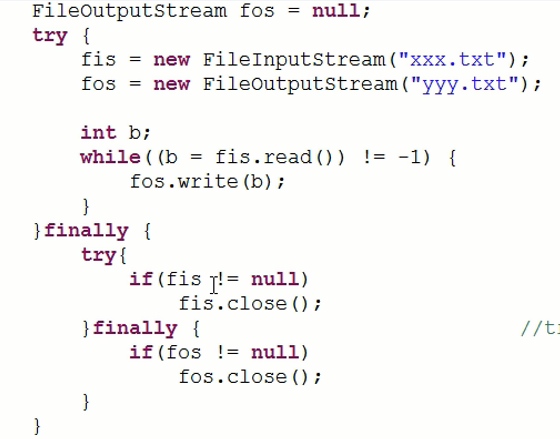 FileOutputStream fos = null;
try {
fis = new FileInputStream("xxx.txt");
fos = new FileOutputStream("yyy.txt");
int b;
while((b = fis.read()) != -1) {
fos.write(b);
}
}finally {
try{
if(fis != null)
fis.close();
}finally { //t
if(fos != null)
fos.close();
}
}